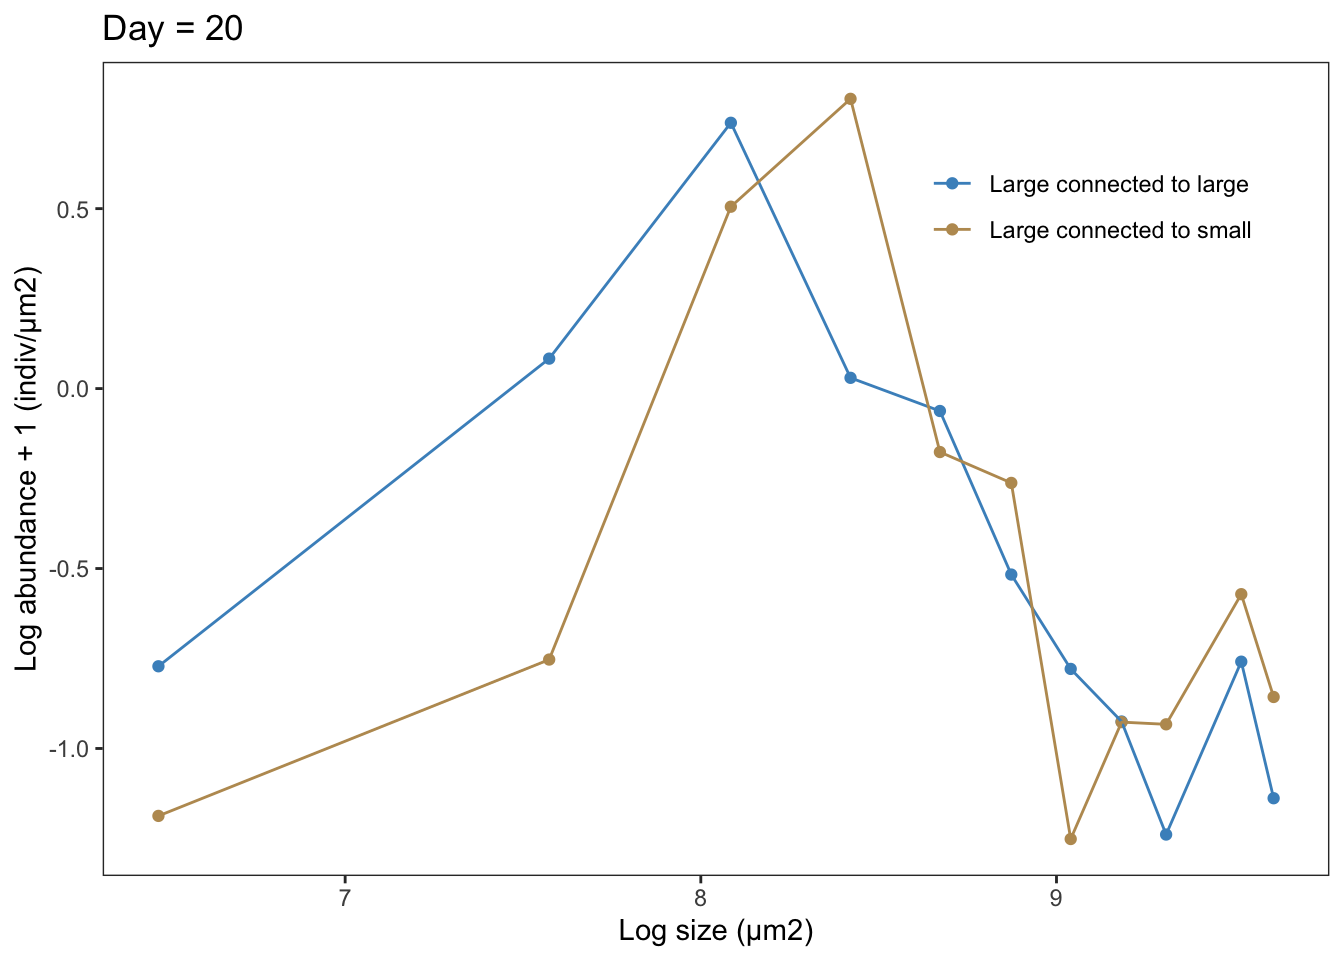 Day = 20
Large connected to large
Large connected to small
0.5
0.0
-0.5
-1.0
Log abundance + 1 (indiv/µm2)
7 8 9
Log size (µm2)